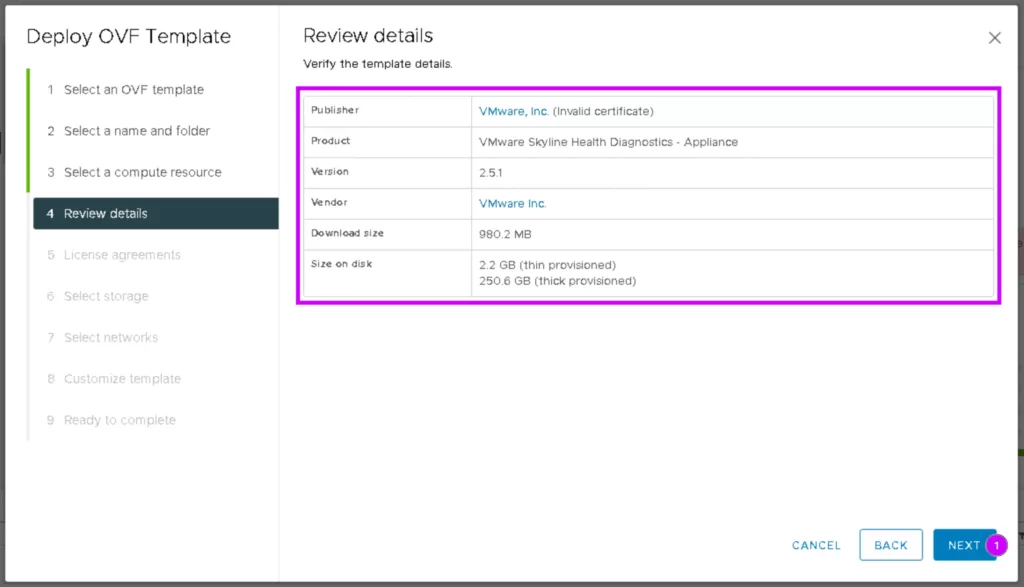 Deploy OVF Template
1 Select an OVF template
2 Select a name and folder
3 Select a compute resource
4 Review details
5 License agreements
6 Select storage
7 Select networks
8 Customize template
9 Ready to complete
Review details
Verify the template details.
Publisher VMware, Inc. (Invalid certificate)
Product VMware Skyline Health Diagnostics - Appliance
Version 2.5.1
Vendor VMware Inc.
Download size 980.2 MB
Size on disk 2.2 GB (thin provisioned)
250.6 GB (thick provisioned)
CANCEL BACK NEXT 1